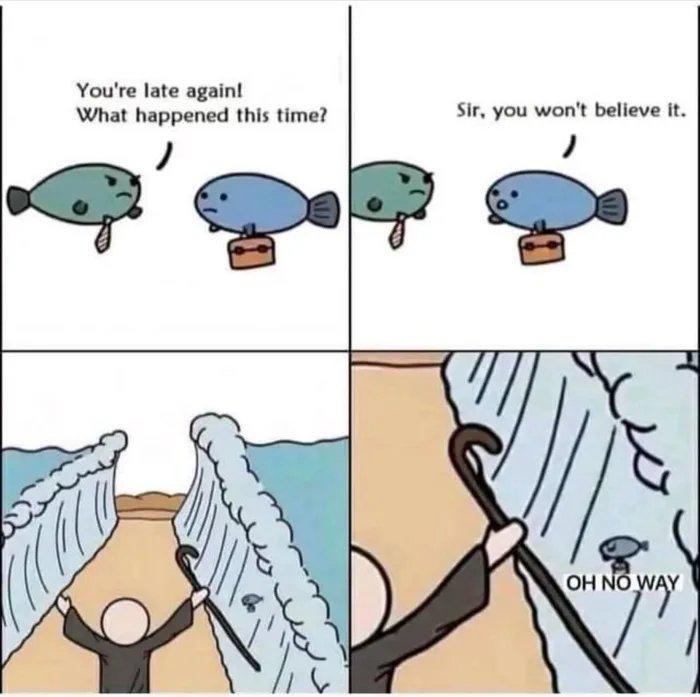 You're late again!
What happened this time?
Sir, you won't believe it.
OH NO WAY